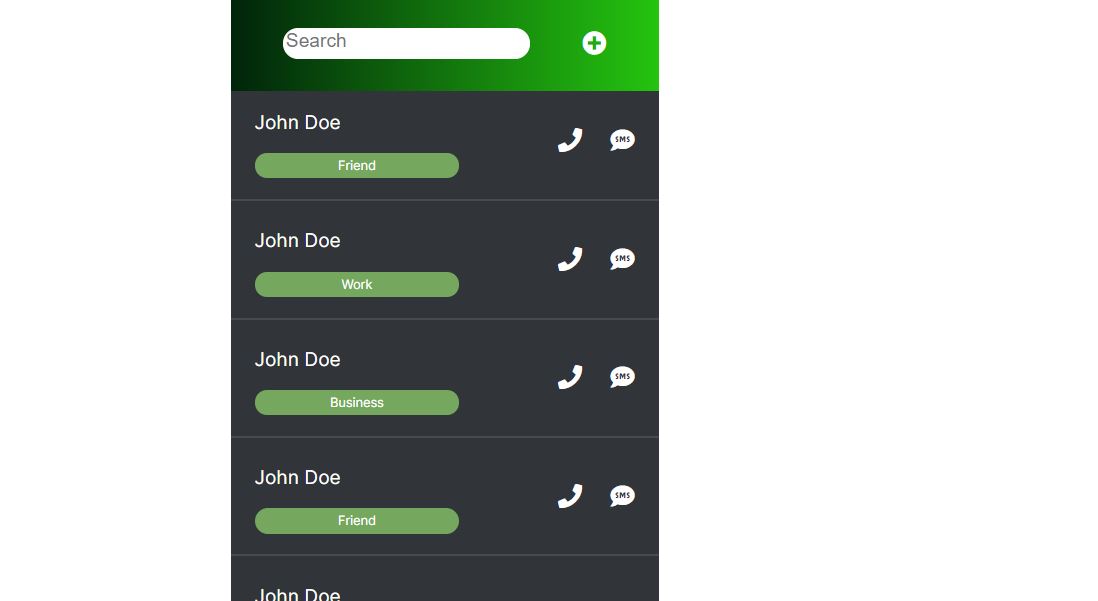 Search
John Doe
SMS
Friend
John Doe
SMS
Work
John Doe
SMS
Business
John Doe
SMS
Friend
John Doe